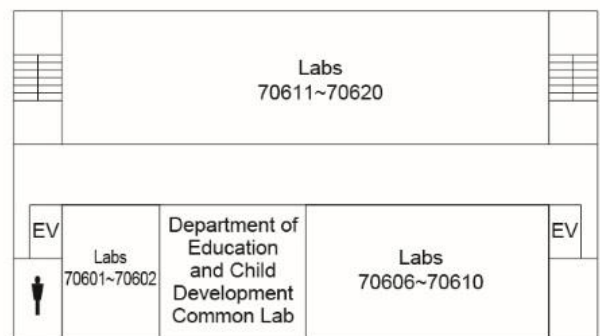 Labs
70611~70620
EV
Labs
70601~70602
Department of
Education
and Child
Development
Common Lab
Labs
70606~70610
EV